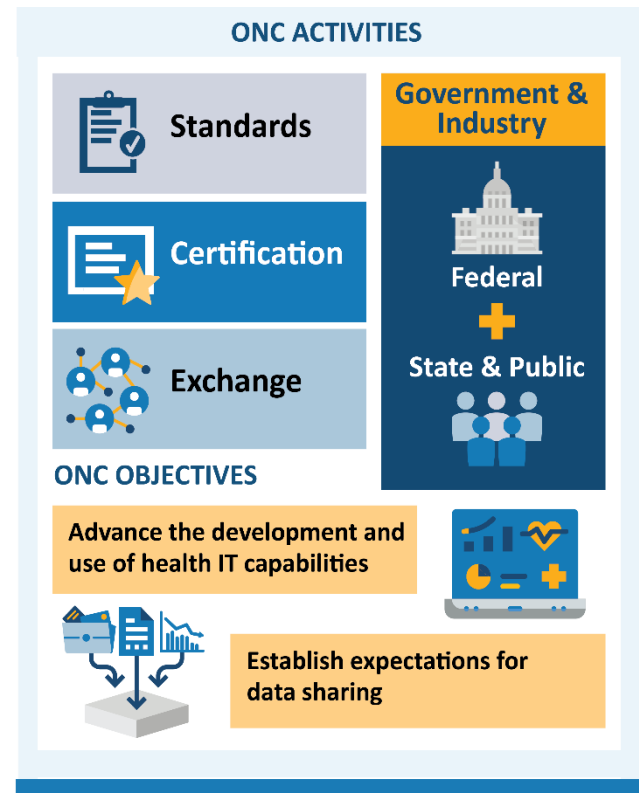 ONC ACTIVITIES
Standards
Certification
Exchange
Government &
Industry
Federal
State & Public
ONC OBJECTIVES
Advance the development and
use of health IT capabilities
Establish expectations for
data sharing